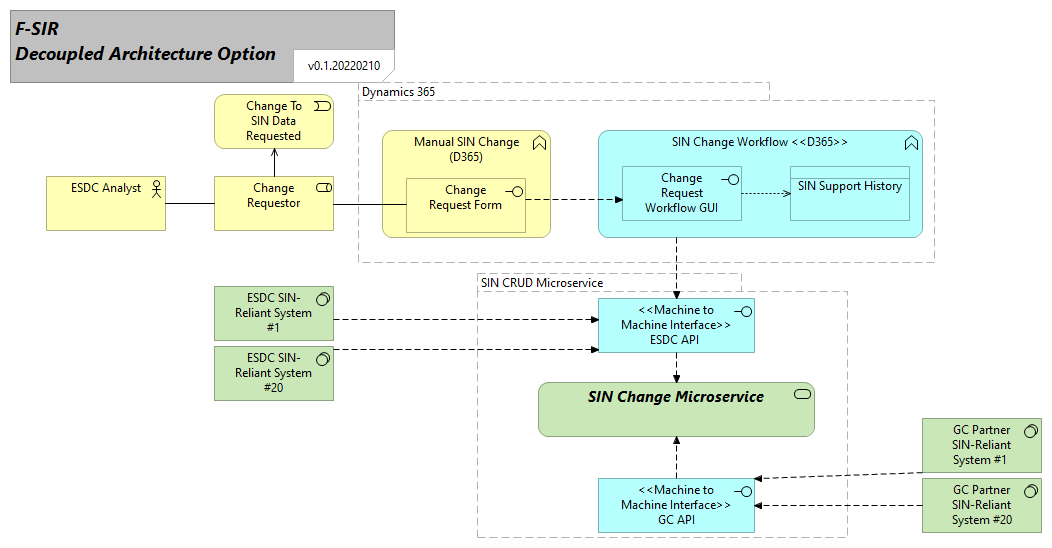 F-SIR
Decoupled Architecture Option
v0.1.20220210
Dynamics 365
Change To
SIN Data
Requested
Manual SIN Change
(D365)
SIN Change Workflow <<D365>>
ESDC Analyst
Change
Requestor
Change
Request Form
Change
Request
Workflow GUI
SIN Support History
SIN CRUD Microservice
ESDC SIN-
Reliant System
#1
<<Machine to
Machine Interface>>
ESDC API
ESDC SIN-
Reliant System
#20
SIN Change Microservice
GC Partner
SIN-Reliant
System #1
<<Machine to
Machine Interface>>
GC API
GC Partner
SIN-Reliant
System #20